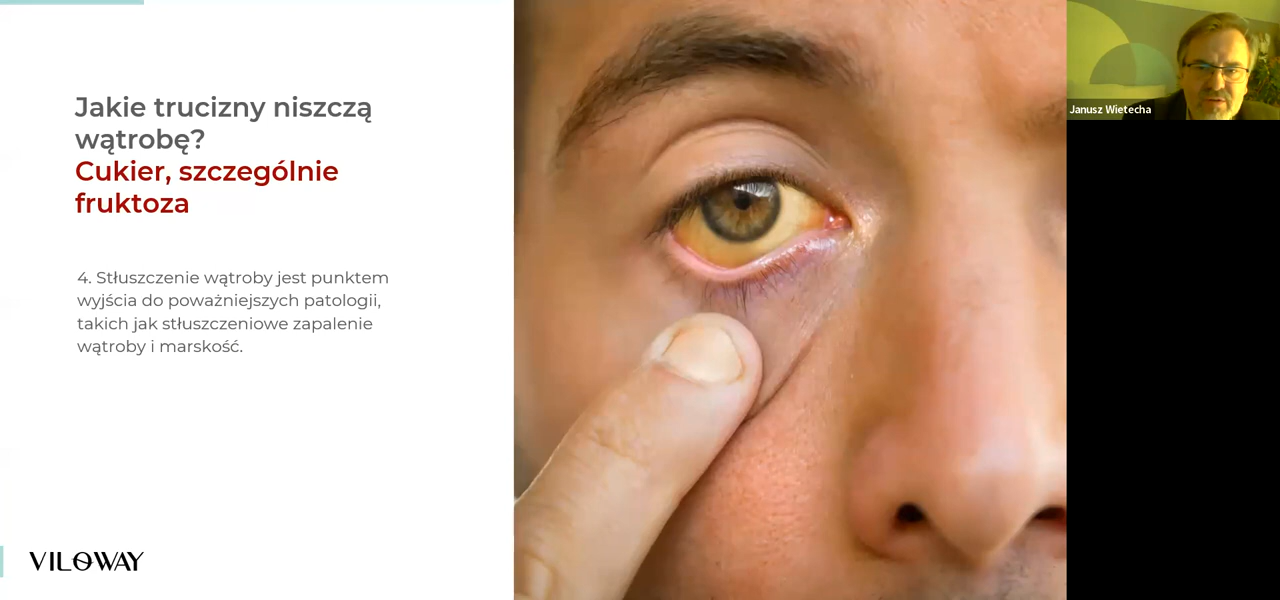 Jakie trucizny niszczą
wątrobę?
Cukier, szczególnie
fruktoza
4. Stłuszczenie wątroby jest punktem
wyjścia do poważniejszych patologii,
takich jak stłuszczeniowe zapalenie
wątroby i marskość.
VILOWAY
Janusz Wietecha